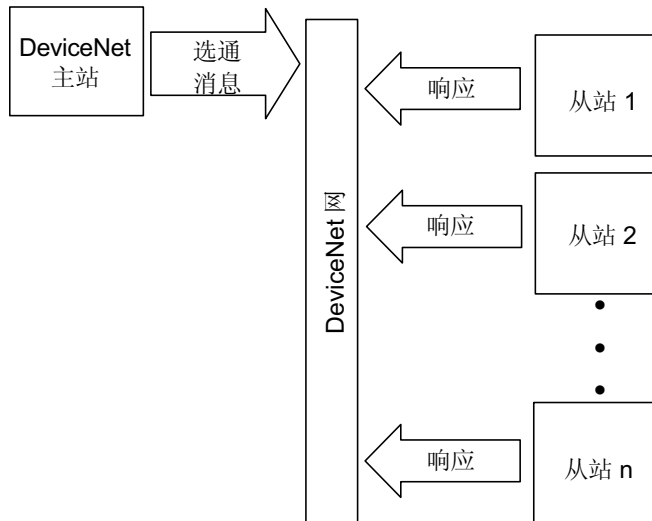 DeviceNet
主站
选通
消息
DeviceNet 网
响应
从站 1
响应
从站 2
响应
从站 n